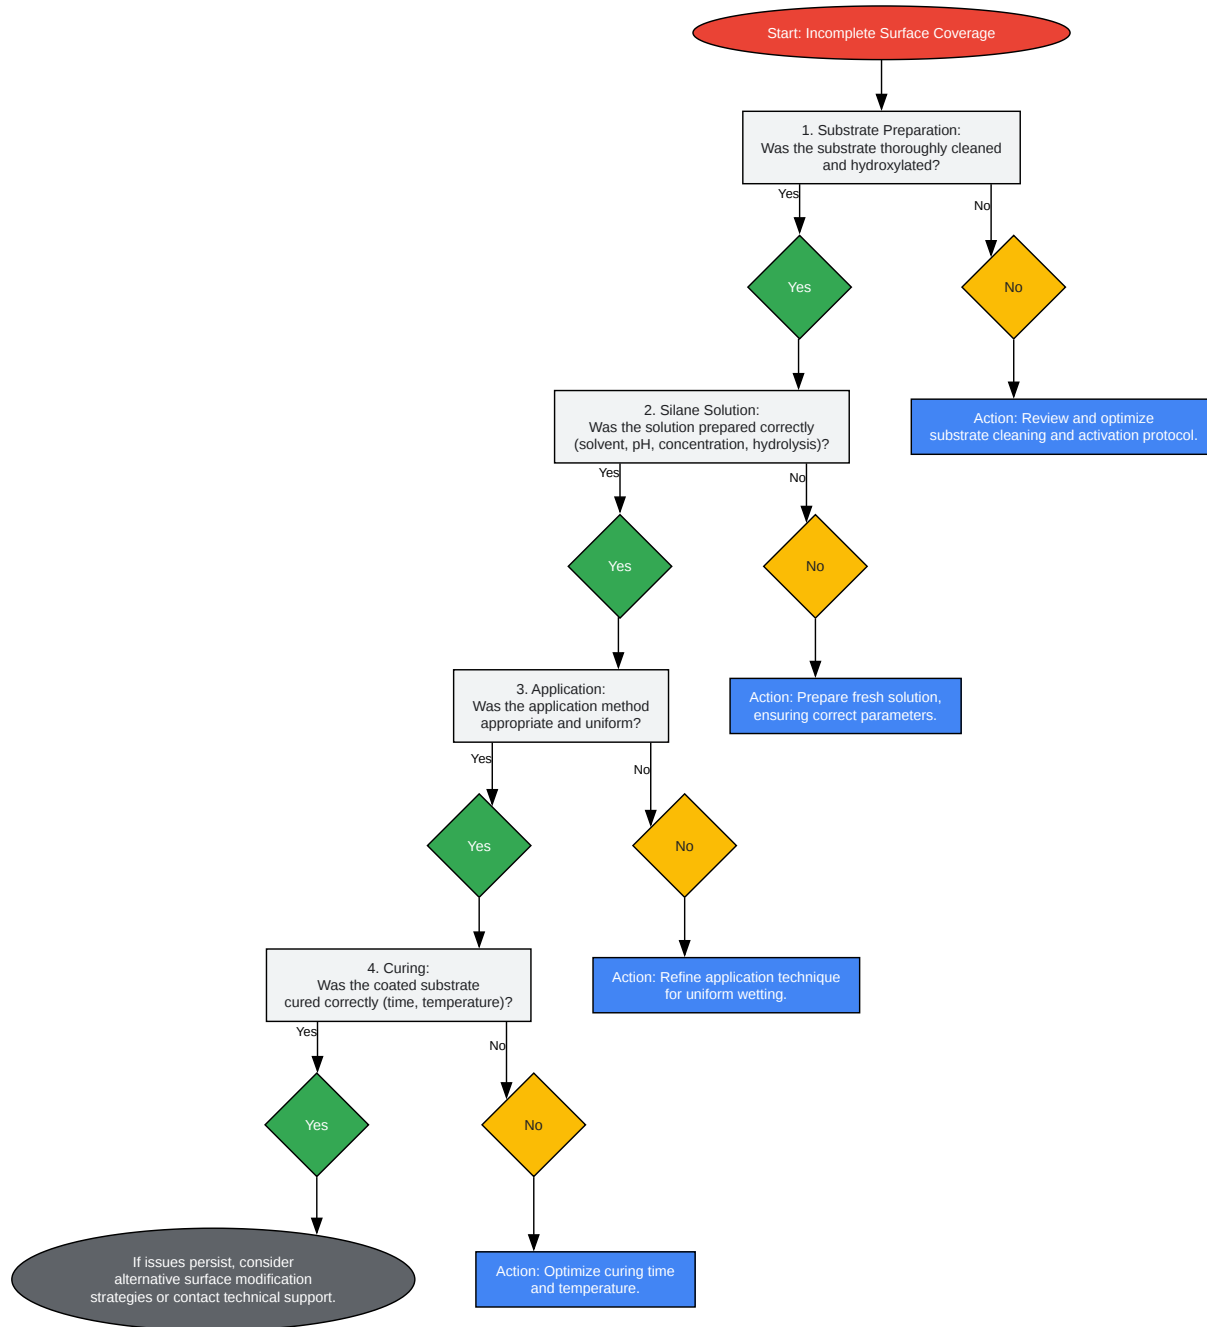 Start: Incomplete Surface Coverage
1. Substrate Preparation:
Was the substrate thoroughly cleaned
and hydroxylated?
Yes
No
Yes
No
2. Silane Solution:
Was the solution prepared correctly
(solvent, pH, concentration, hydrolysis)?
Action: Review and optimize
substrate cleaning and activation protocol.
Yes
No
Yes
No
3. Application:
Was the application method
appropriate and uniform?
Action: Prepare fresh solution,
ensuring correct parameters.
Yes
No
Yes
No
4. Curing:
Was the coated substrate
cured correctly (time, temperature)?
Action: Refine application technique
for uniform wetting.
Yes
No
Yes
No
If issues persist, consider
alternative surface modification
strategies or contact technical support.
Action: Optimize curing time
and temperature.